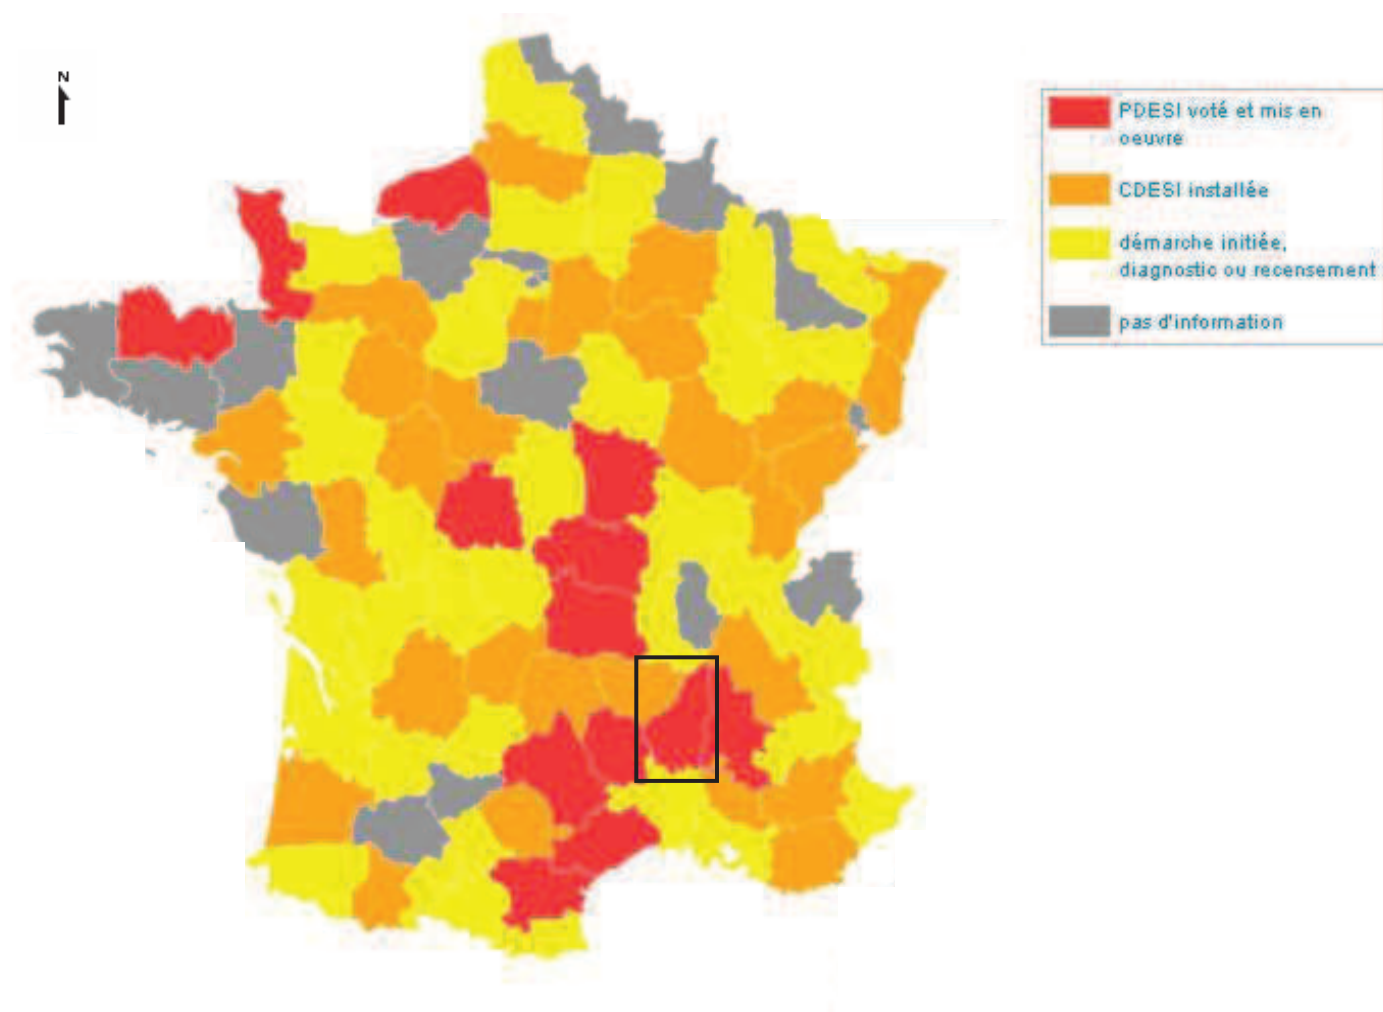 N
PDESI voté et mis en
oeuvre
CDESI installée
démarche initiée,
diagnostic ou recensement
pas d'information